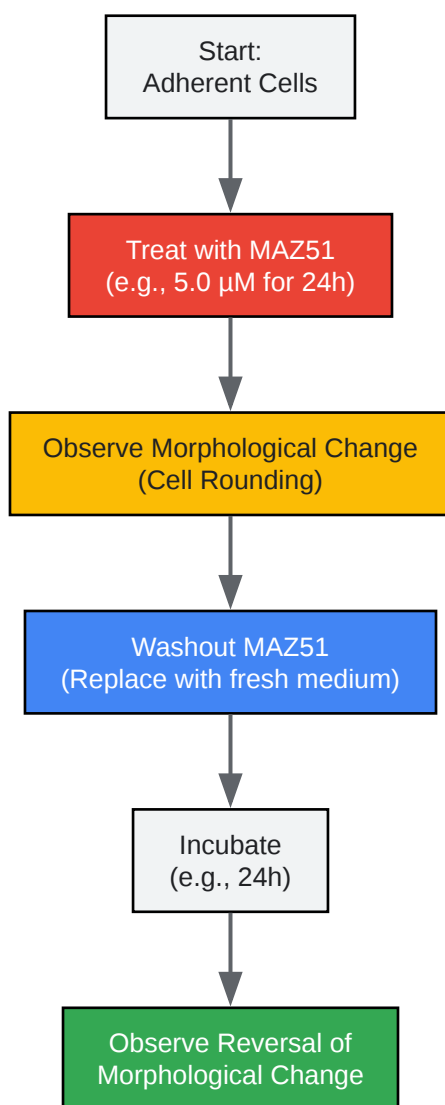 Start:
Adherent Cells
Treat with MAZ51
(e.g., 5.0 µM for 24h)
Observe Morphological Change
(Cell Rounding)
Washout MAZ51
(Replace with fresh medium)
Incubate
(e.g., 24h)
Observe Reversal of
Morphological Change